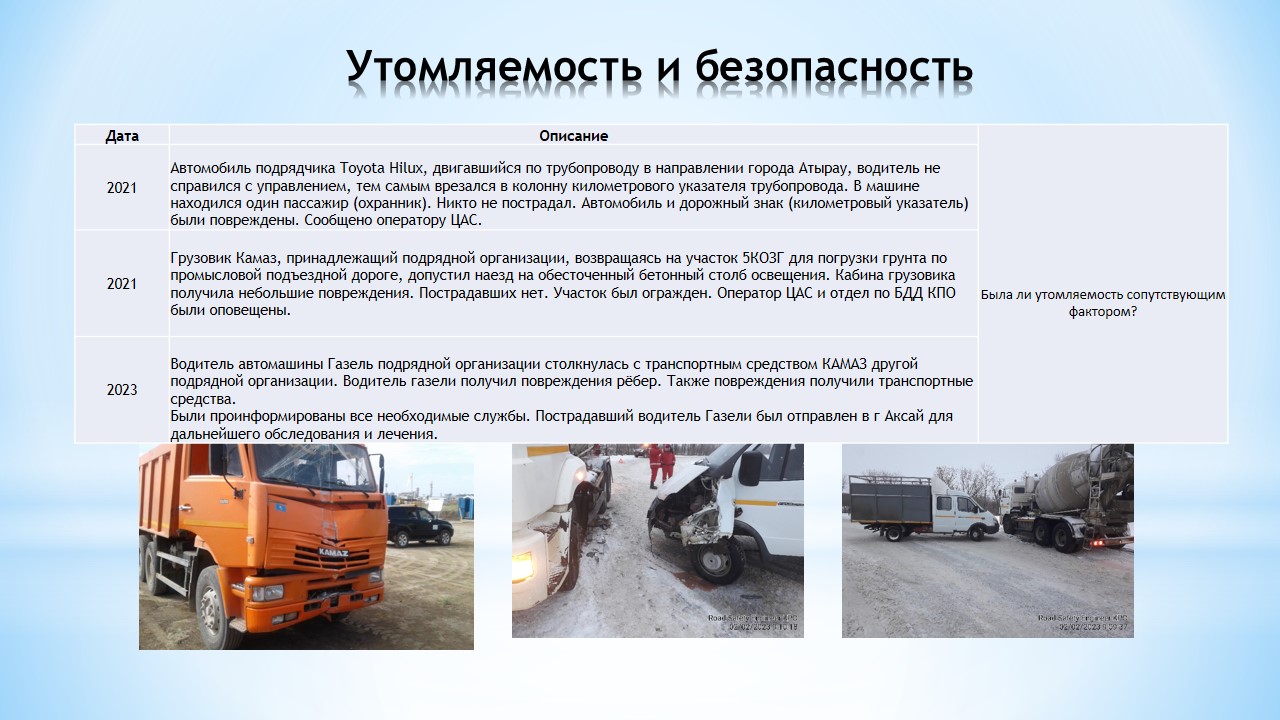 Утомляемость и безопасность
Дата
Описание
2021
Автомобиль подрядчика Toyota Hilux, двигавшийся по трубопроводу в направлении города Атырау, водитель не
справился с управлением, тем самым врезался в колонну километрового указателя трубопровода. В машине
находился один пассажир (охранник). Никто не пострадал. Автомобиль и дорожный знак (километровый указатель)
были повреждены. Сообщено оператору ЦАС.
2021
Грузовик Камаз, принадлежащий подрядной организации, возвращаясь на участок 5КОЗГ для погрузки грунта по
промысловой подъездной дороге, допустил наезд на обесточенный бетонный столб освещения. Кабина грузовика
получила небольшие повреждения. Пострадавших нет. Участок был огражден. Оператор ЦАС и отдел по БДД КПО
были оповещены.
2023
Водитель автомашины Газель подрядной организации столкнулась с транспортным средством КАМАЗ другой
подрядной организации. Водитель газели получил повреждения рёбер. Также повреждения получили транспортные
средства.
Были проинформированы все необходимые службы. Пострадавший водитель Газели был отправлен в г Аксай для
дальнейшего обследования и лечения.
Была ли утомляемость сопутствующим
фактором?
KAMAZ
Road Safety engineer KPO
Road Safety engineer KPO